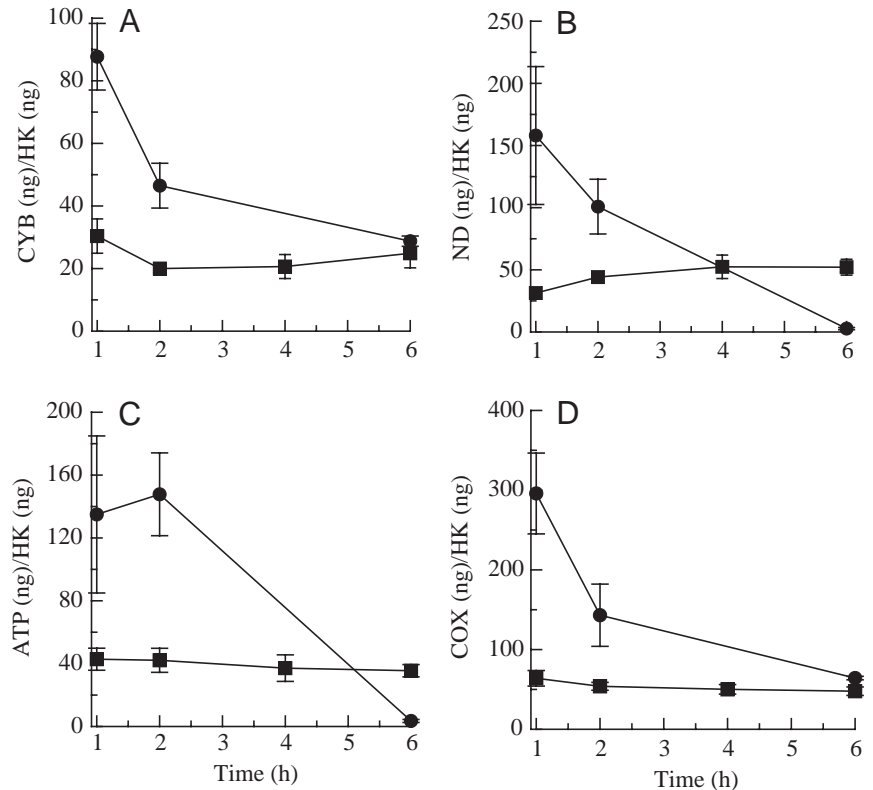 A
CYB (ng)/HK (ng)
100
80
60
40
20
0
1 2 3 4 5 6
B
ND (ng)/HK (ng)
250
200
150
100
50
0
1 2 3 4 5 6
C
ATP (ng)/HK (ng)
200
160
120
80
40
0
1 2 3 4 5 6
Time (h)
D
COX (ng)/HK (ng)
400
300
200
100
0
1 2 3 4 5 6
Time (h)